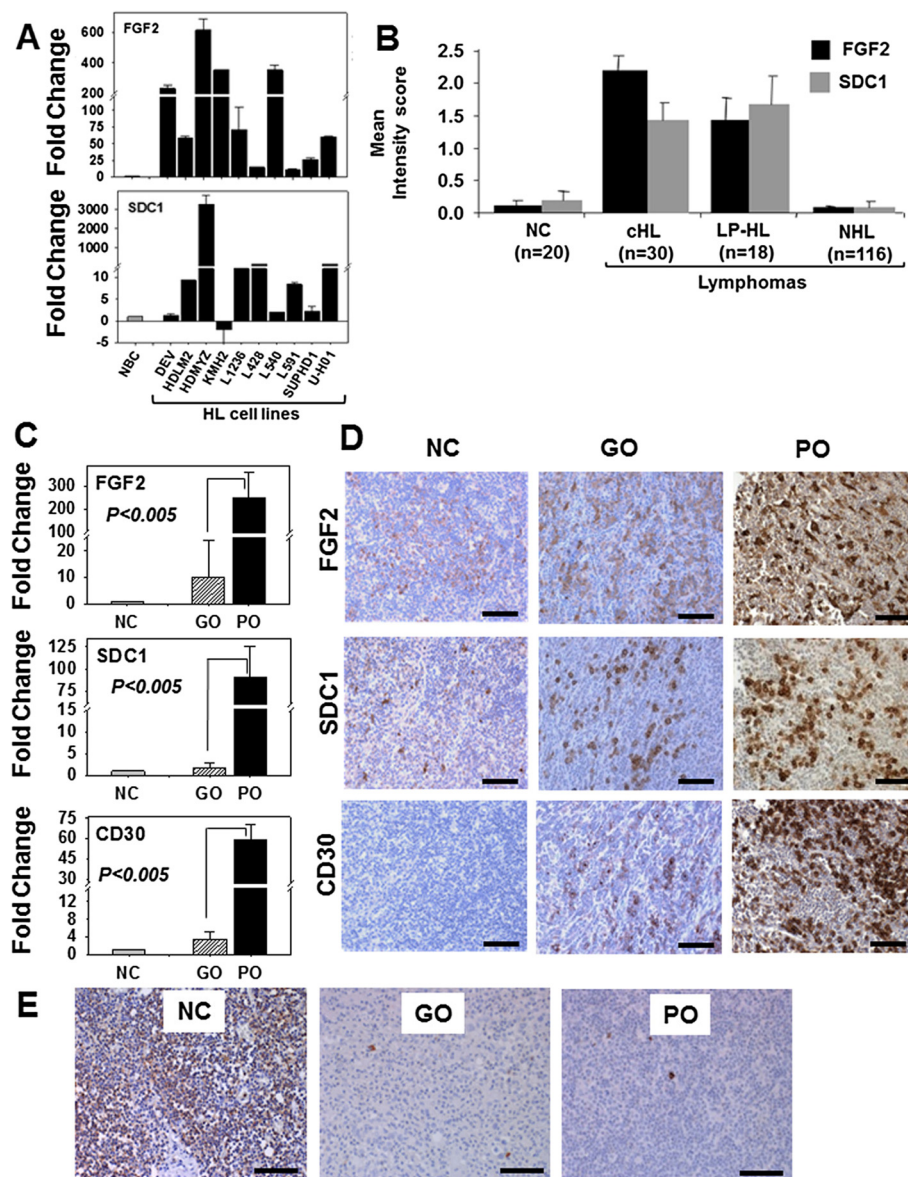 A
FGF2
Fold Change
600
400
200
100
75
50
25
0
SDC1
Fold Change
3000
2000
1000
10
5
0
-5
NBC
DEV
HDLM2
HDMYZ
KMH2
L1236
L428
L540
L591
SUPHD1
U-H01
HL cell lines
B
Mean
Intensity score
2.5
2.0
1.5
1.0
0.5
0.0
FGF2
SDC1
NC cHL LP-HL NHL
(n=20) (n=30) (n=18) (n=116)
Lymphomas
C
Fold Change
FGF2
P<0.005
300
200
100
20
10
0
NC GO PO
Fold Change
SDC1
P<0.005
125
100
75
15
10
5
0
NC GO PO
Fold Change
CD30
P<0.005
75
60
45
30
8
4
0
NC GO PO
D
NC GO PO
FGF2
SDC1
CD30
E
NC
GO
PO